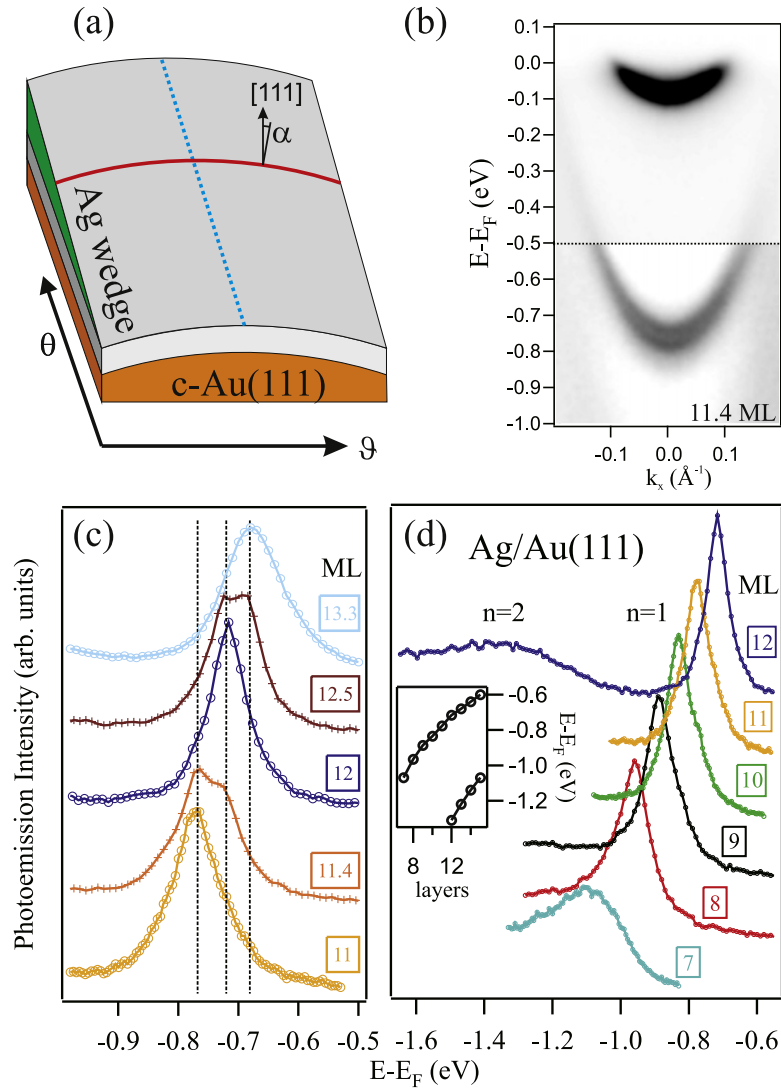 (a)
[111]
α
Ag wedge
θ
c-Au(111)
ϑ
(b)
0.1
0.0
-0.1
-0.2
-0.3
-0.4
-0.5
-0.6
-0.7
-0.8
-0.9
-1.0
E-E_F (eV)
11.4 ML
-0.1 0.0 0.1
k_x (Å⁻¹)
(c)
ML
13.3
12.5
12
11.4
11
Photoemission Intensity (arb. units)
-0.9 -0.8 -0.7 -0.6 -0.5
(d)
Ag/Au(111)
ML
n=2
n=1
12
11
10
9
8
7
-0.6
-0.8
-1.0
-1.2
E-E_F (eV)
8 12
layers
-1.6 -1.4 -1.2 -1.0 -0.8 -0.6
E-E_F (eV)